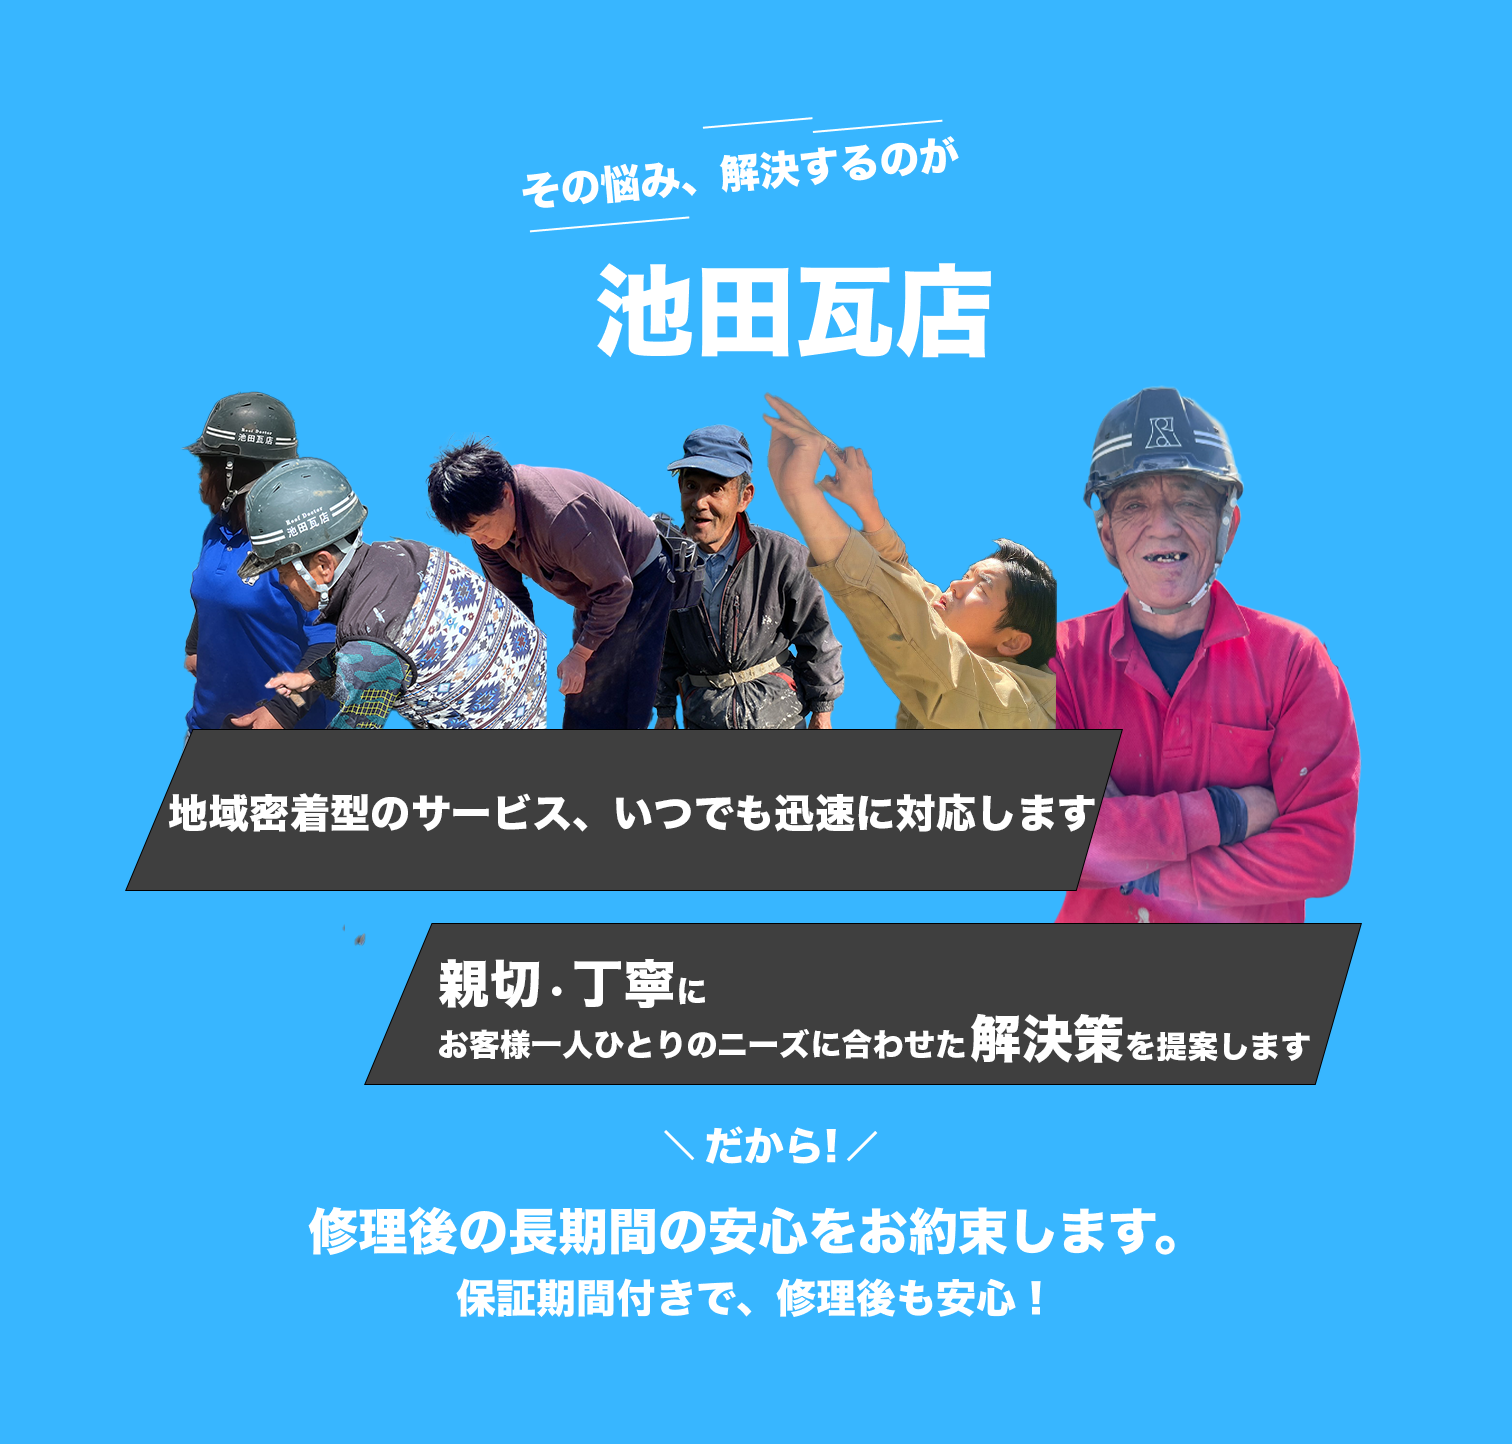 その悩み、解決するのが
池田瓦店
Roof Doctor
池田瓦店
Roof Doctor
池田瓦店
地域密着型のサービス、いつでも迅速に対応します
親切・丁寧に
お客様一人ひとりのニーズに合わせた解決策を提案します
＼だから!／
修理後の長期間の安心をお約束します。
保証期間付きで、修理後も安心！